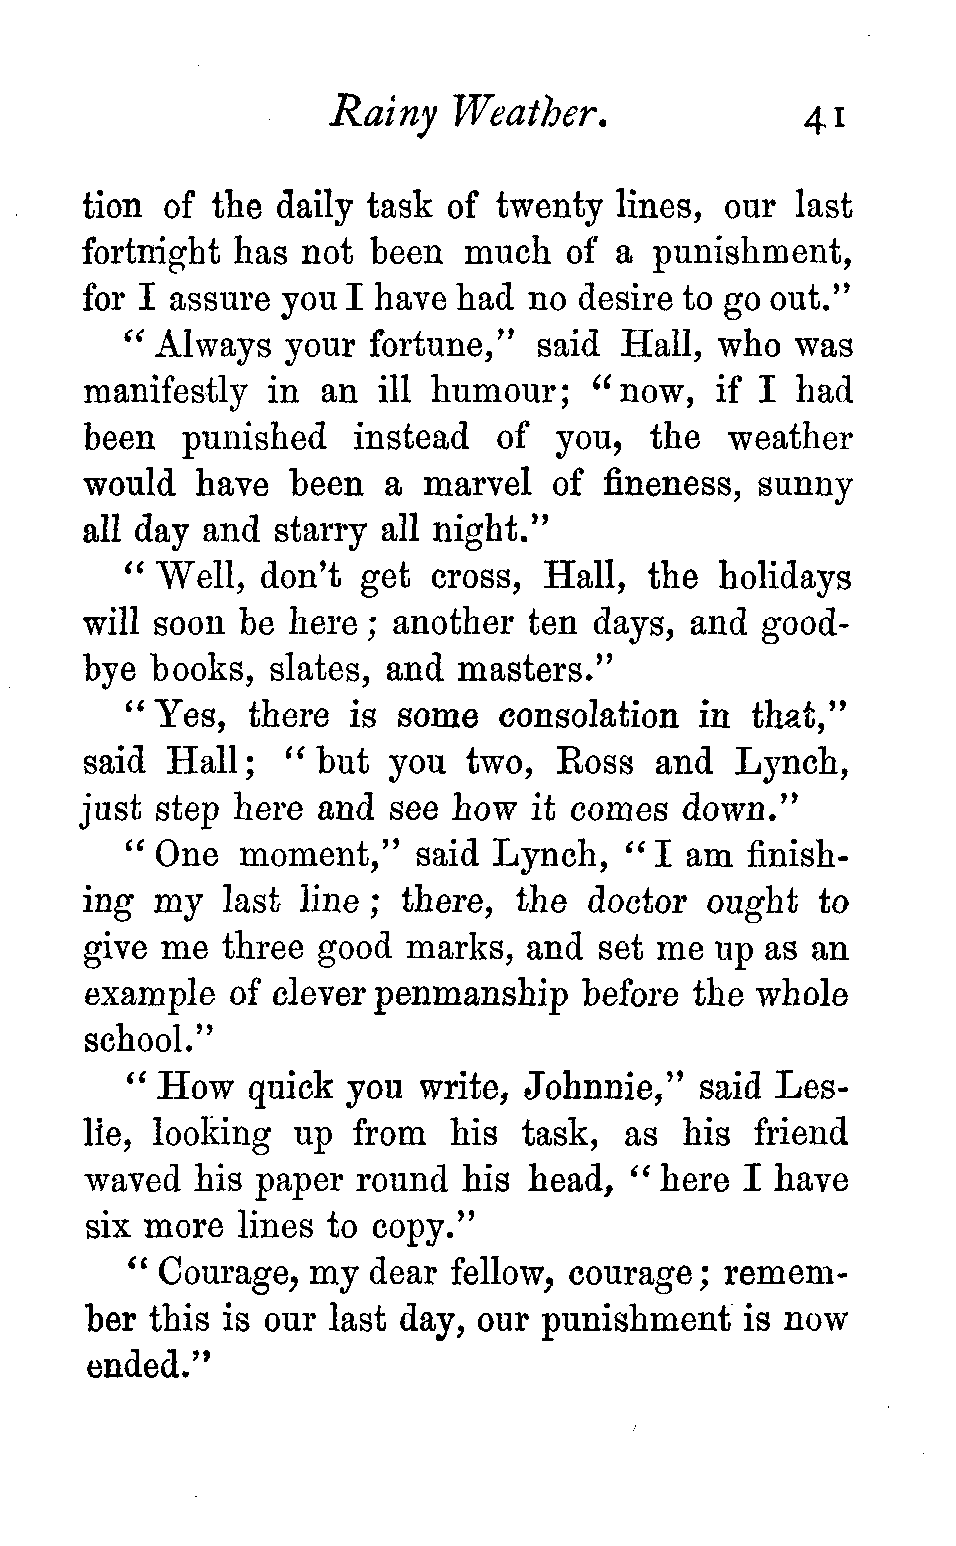 Rainy Weather. 41
tion of the daily task of twenty lines, our last
fortnight has not been much of a punishment,
for I assure you I have had no desire to go out."
" Always your fortune," said Hall, who was
manifestly in an ill humour; " now, if I had
been punished instead of you, the weather
would have been a marvel of fineness, sunny
all day and starry all night."
" Well, don't get cross, Hall, the holidays
will soon be here ; another ten days, and good-
bye books, slates, and masters."
" Yes, there is some consolation in that,"
said Hall ; " but you two, Ross and Lynch,
just step here and see how it comes down."
" One moment," said Lynch, " I am finish-
ing my last line ; there, the doctor ought to
give me three good marks, and set me up as an
example of clever penmanship before the whole
school."
" How quick you write, Johnnie," said Les-
lie, looking up from his task, as his friend
waved his paper round his head, " here I have
six more lines to copy."
" Courage, my dear fellow, courage ; remem-
ber this is our last day, our punishment is now
ended."